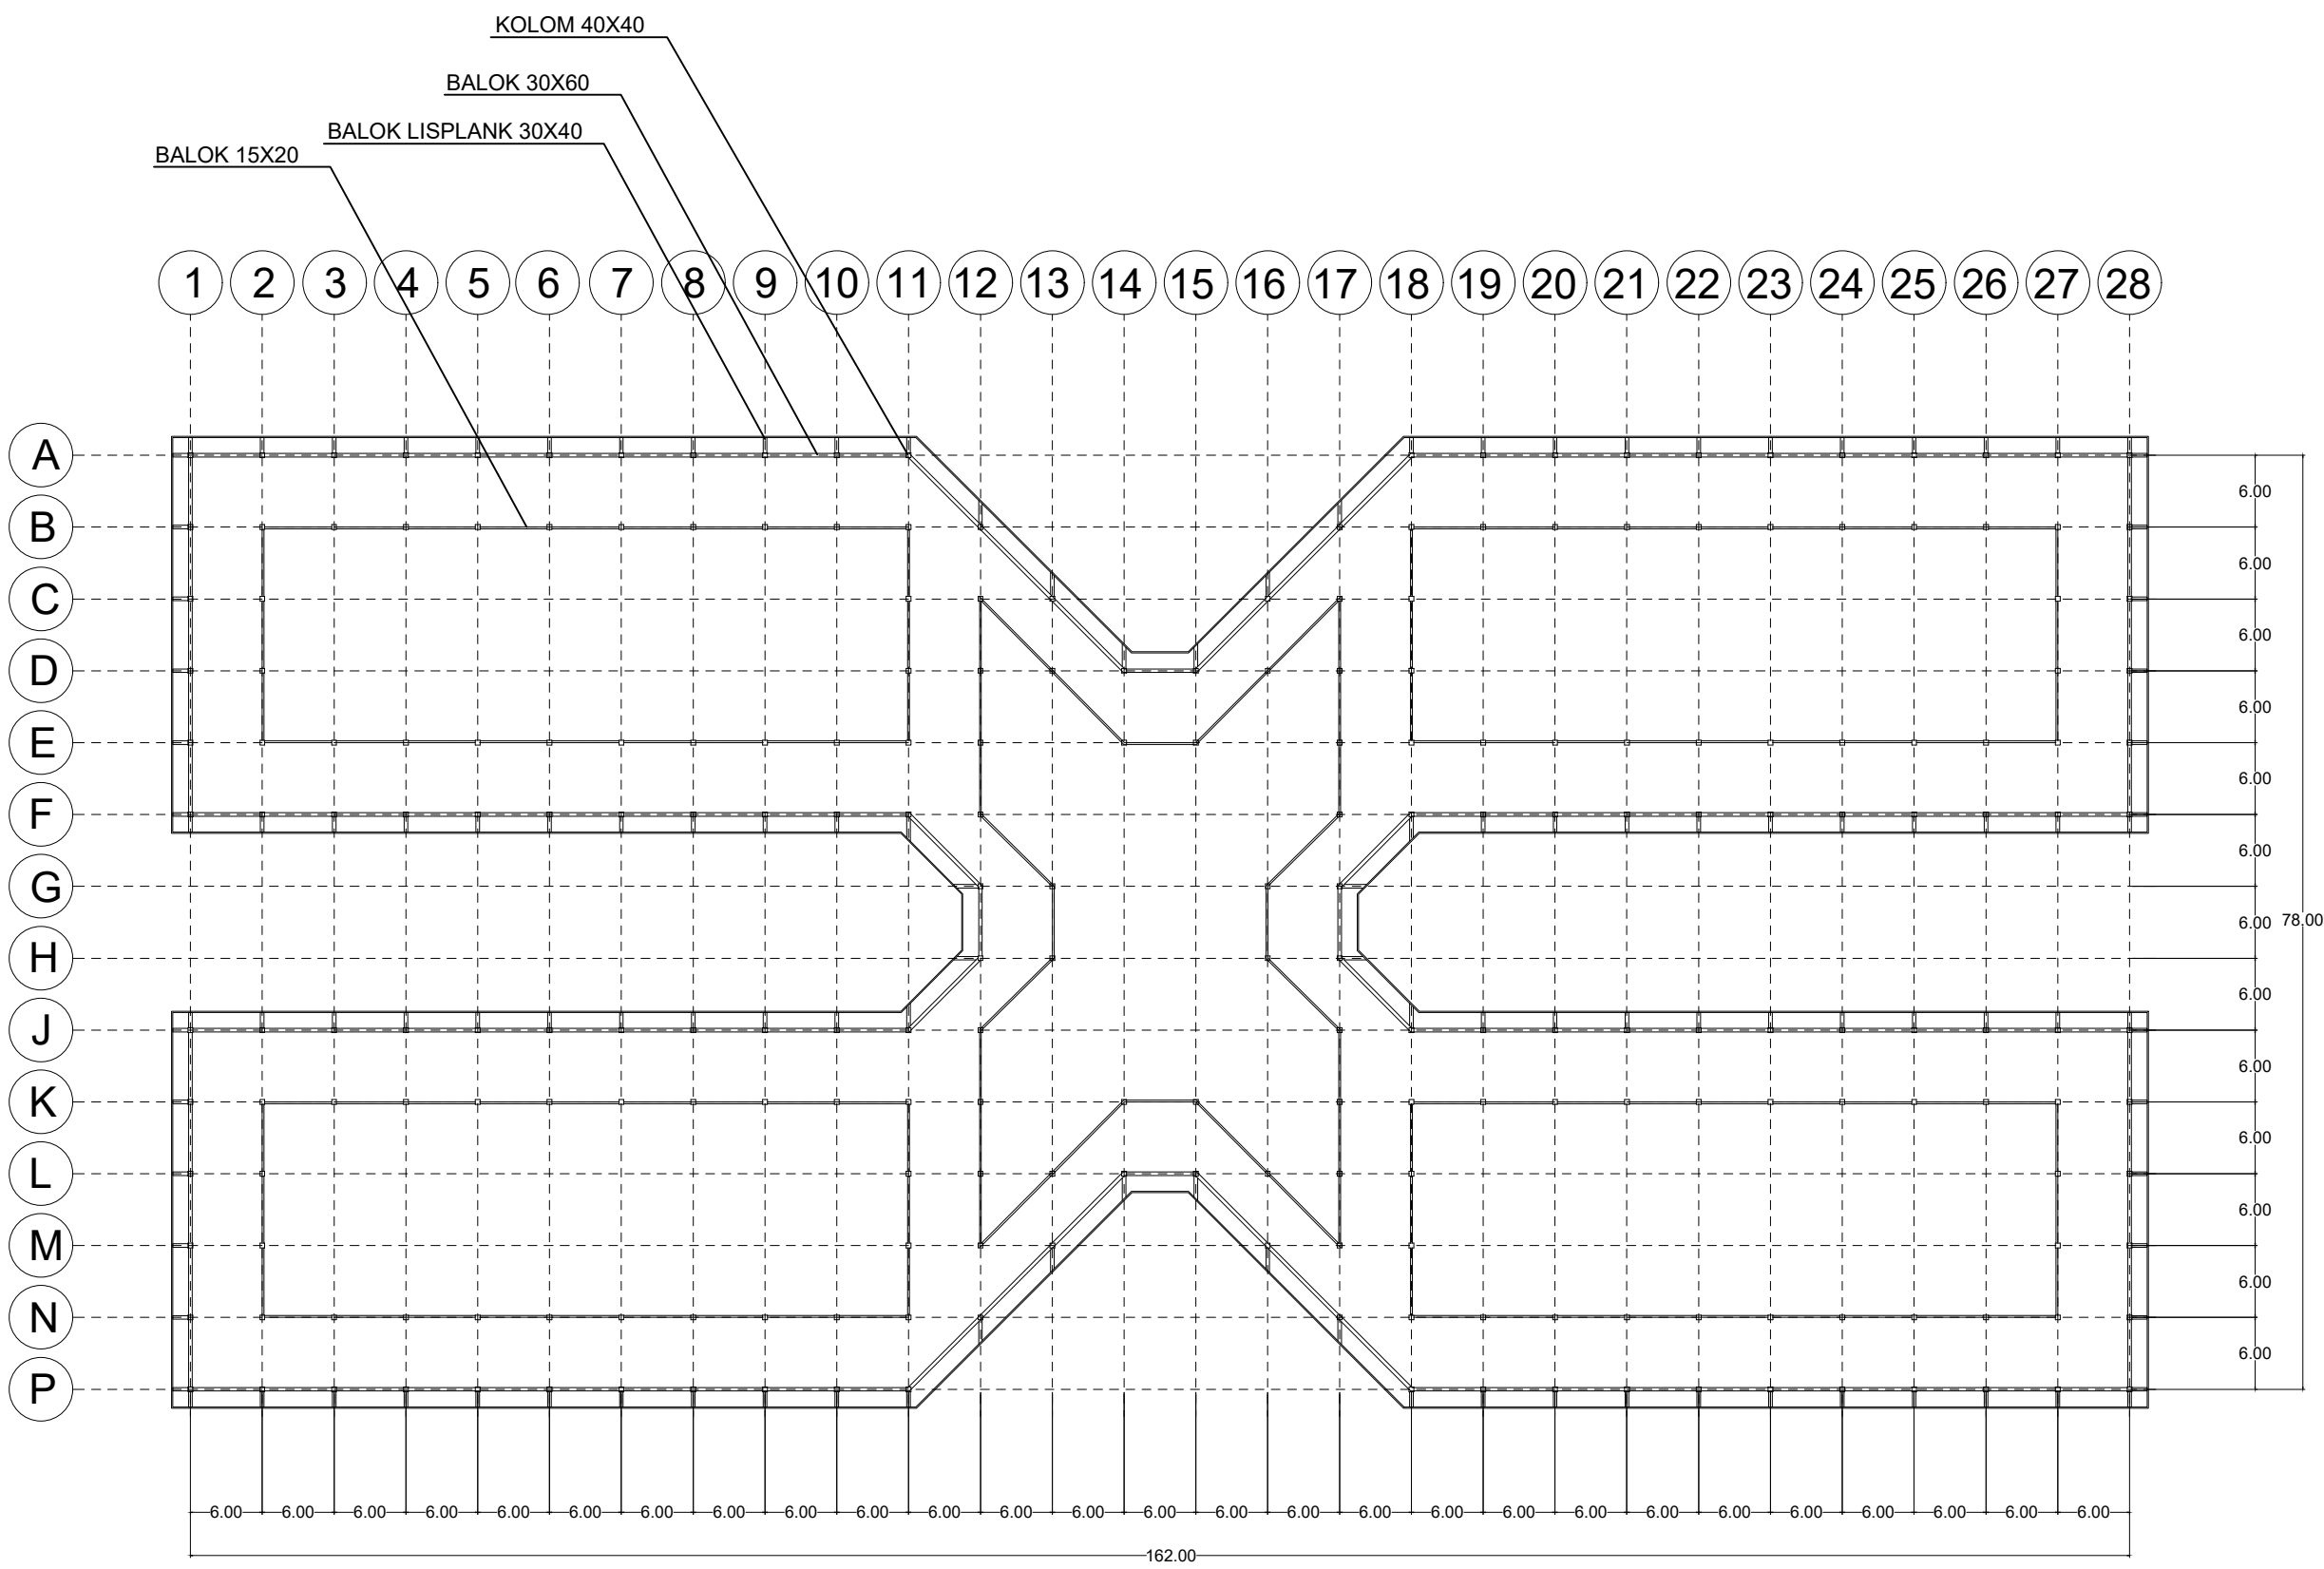 KOLOM 40X40
BALOK 30X60
BALOK LISPLANK 30X40
BALOK 15X20
1 2 3 4 5 6 7 8 9 10 11 12 13 14 15 16 17 18 19 20 21 22 23 24 25 26 27 28
A
6.00
B
6.00
C
6.00
D
6.00
E
6.00
F
6.00
G
6.00 78.00
H
6.00
J
6.00
K
6.00
L
6.00
M
6.00
N
6.00
P
6.00 6.00 6.00 6.00 6.00 6.00 6.00 6.00 6.00 6.00 6.00 6.00 6.00 6.00 6.00 6.00 6.00 6.00 6.00 6.00 6.00 6.00 6.00 6.00 6.00 6.00 6.00
162.00